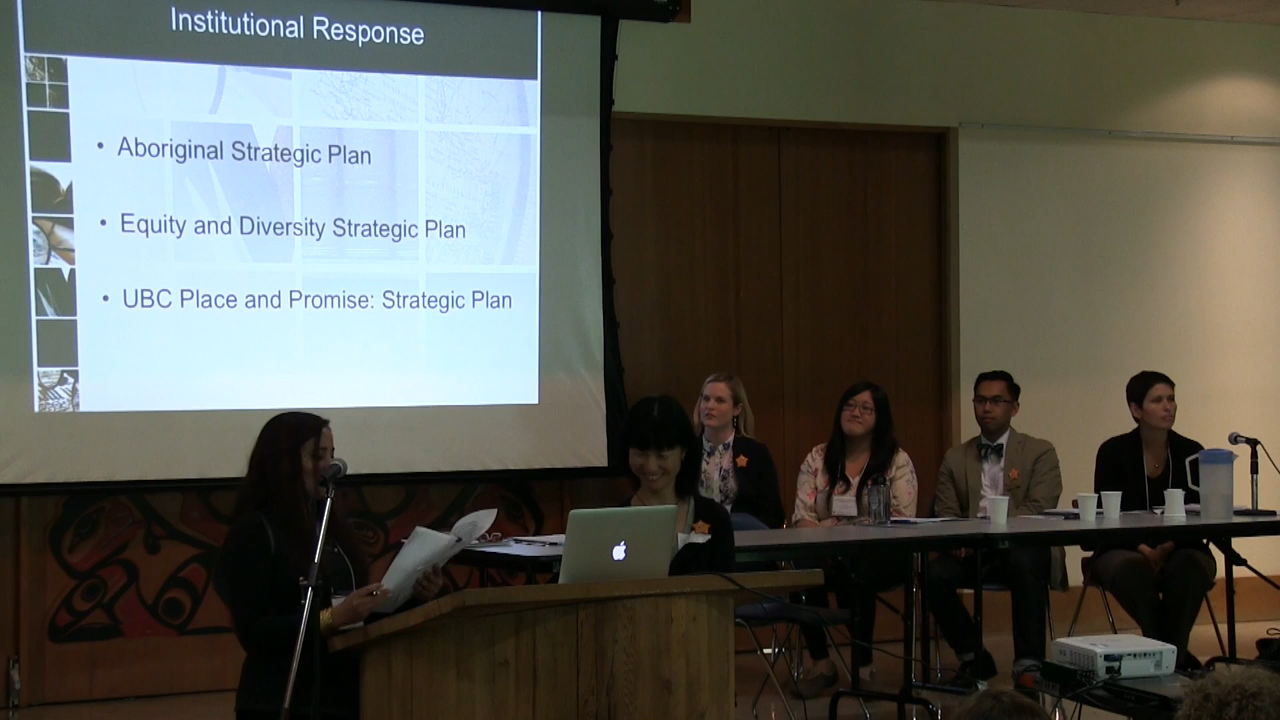 Institutional Response
• Aboriginal Strategic Plan
• Equity and Diversity Strategic Plan
• UBC Place and Promise: Strategic Plan